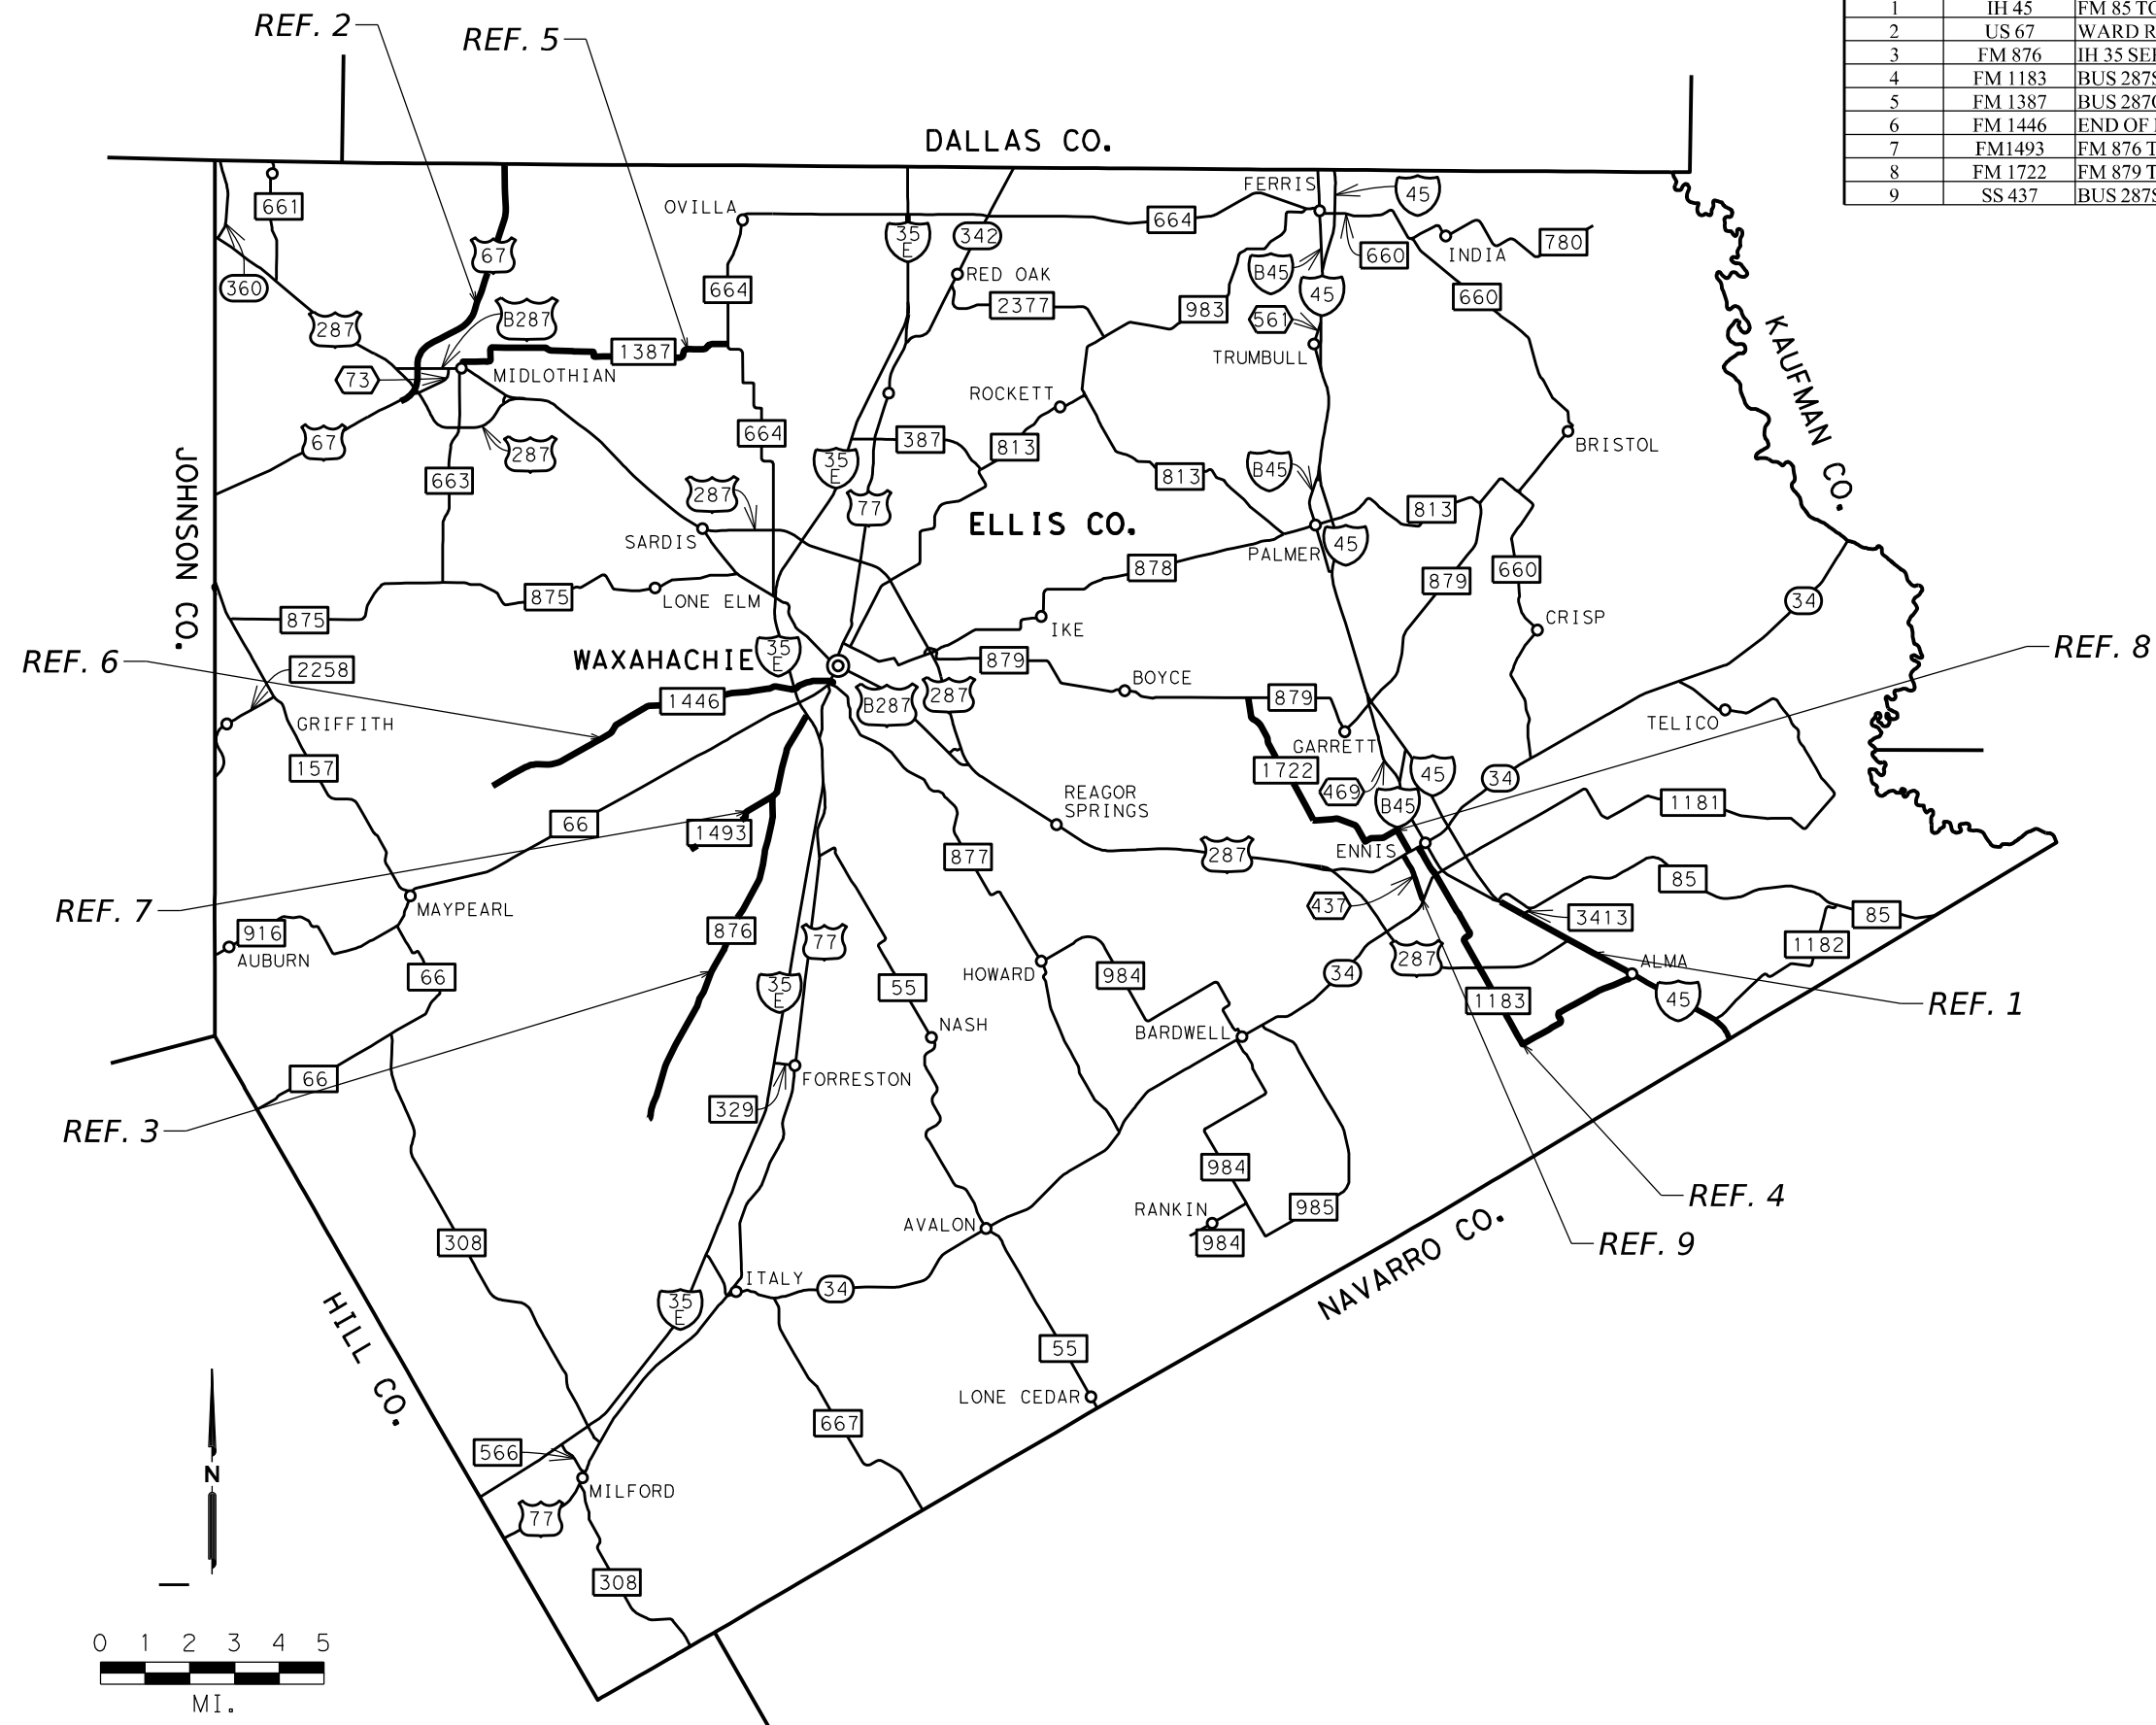 REF. 2
REF. 5
1 IH 45 FM 85 TO
2 US 67 WARD R
3 FM 876 IH 35 SER
4 FM 1183 BUS 287S
5 FM 1387 BUS 287Q
6 FM 1446 END OF
7 FM1493 FM 876 T
8 FM 1722 FM 879 T
9 SS 437 BUS 287S
DALLAS CO.
661
OVILLA
FERRIS
45
664
67
35
E
342
660
INDIA
780
360
664
RED OAK
B45
45
660
287
B287
2377
983
561
TRUMBULL
KAUFMAN CO.
73
MIDLOTHIAN
1387
ROCKETT
67
287
664
387
813
BRISTOL
JOHNSON CO.
663
287
35
E
77
813
B45
813
ELLIS CO.
SARDIS
PALMER
45
878
879
660
875
875
LONE ELM
IKE
CRISP
34
REF. 6
2258
WAXAHACHIE
35
E
879
REF. 8
1446
B287
287
BOYCE
879
TELICO
GRIFFITH
GARRETT
157
1722
469
45
34
B45
1181
REAGOR
SPRINGS
66
1493
877
287
ENNIS
85
REF. 7
MAYPEARL
437
3413
85
916
AUBURN
876
77
1182
66
HOWARD
984
34
287
ALMA
35
E
55
1183
45
REF. 1
NASH
BARDWELL
66
FORRESTON
329
REF. 3
984
REF. 4
RANKIN
985
AVALON
984
308
REF. 9
NAVARRO CO.
ITALY
34
35
E
HILL CO.
55
LONE CEDAR
667
566
N
MILFORD
77
308
0 1 2 3 4 5
MI.